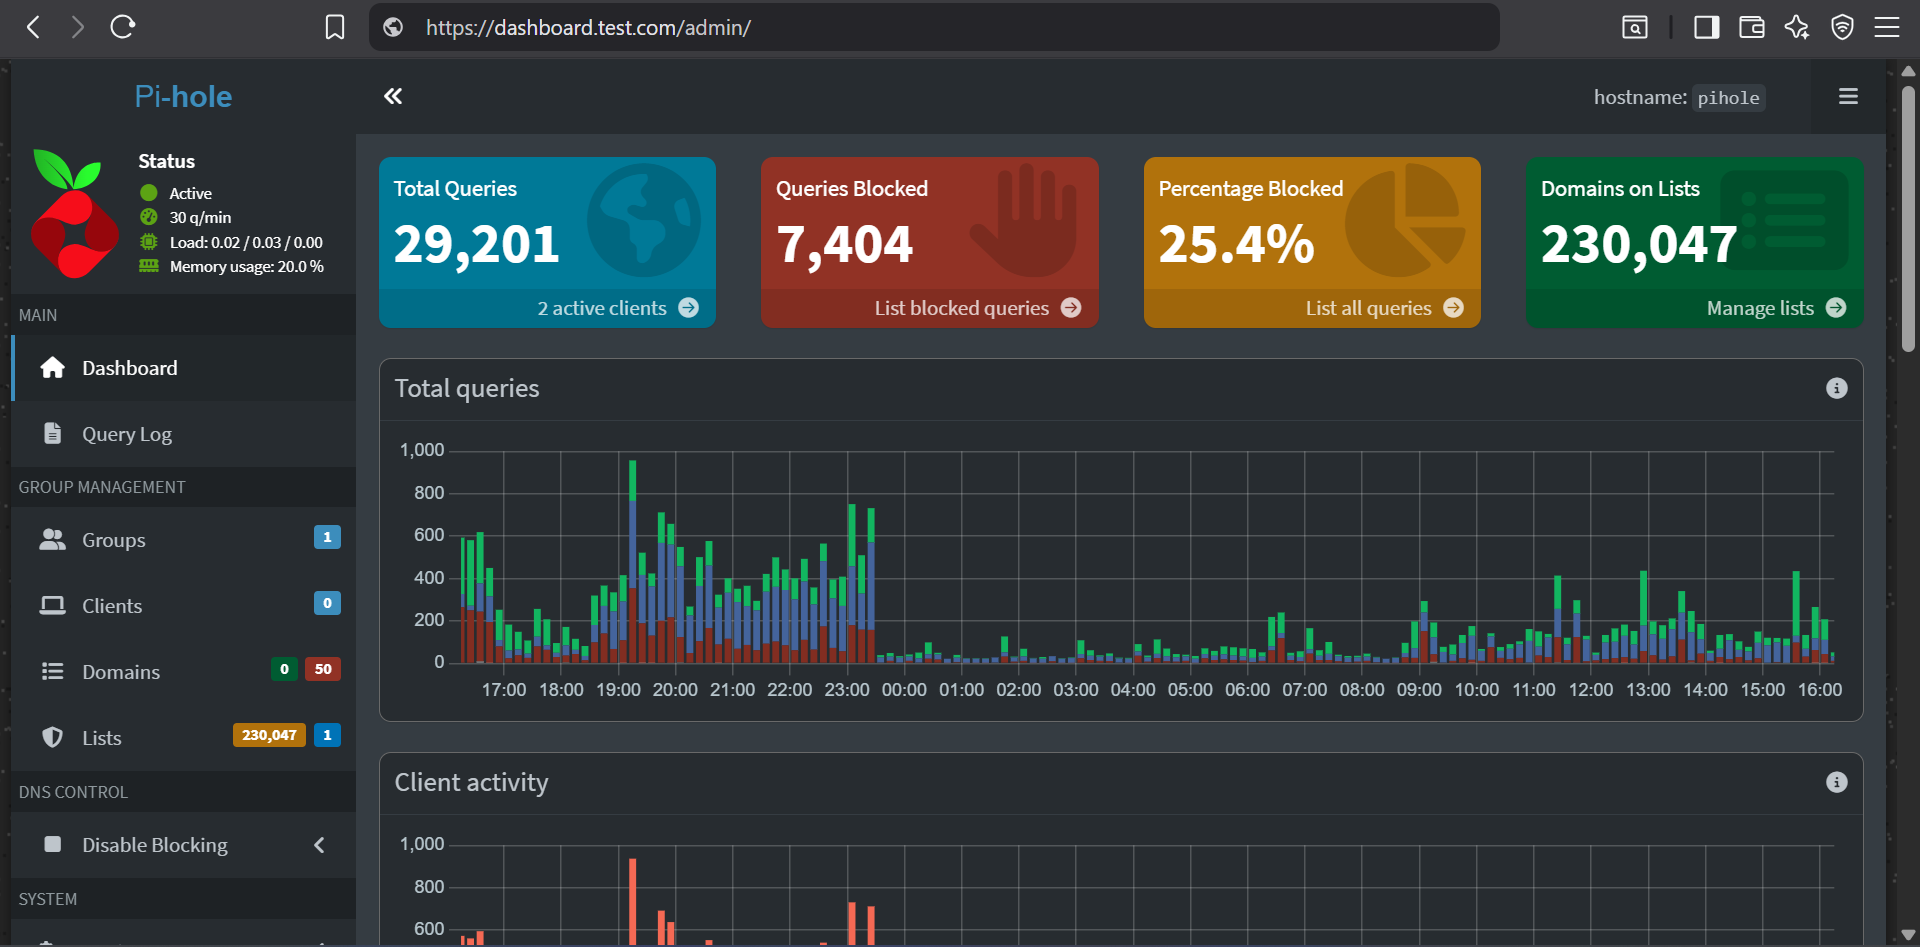 https://dashboard.test.com/admin/
Pi-hole
hostname: pihole
Status
Active
30 q/min
Load: 0.02 / 0.03 / 0.00
Memory usage: 20.0 %
MAIN
Dashboard
Query Log
GROUP MANAGEMENT
Groups 1
Clients 0
Domains 0 50
Lists 230,047 1
DNS CONTROL
Disable Blocking
SYSTEM
Total Queries
29,201
2 active clients
Queries Blocked
7,404
List blocked queries
Percentage Blocked
25.4%
List all queries
Domains on Lists
230,047
Manage lists
Total queries
1,000
800
600
400
200
0
17:00 18:00 19:00 20:00 21:00 22:00 23:00 00:00 01:00 02:00 03:00 04:00 05:00 06:00 07:00 08:00 09:00 10:00 11:00 12:00 13:00 14:00 15:00 16:00
Client activity
1,000
800
600